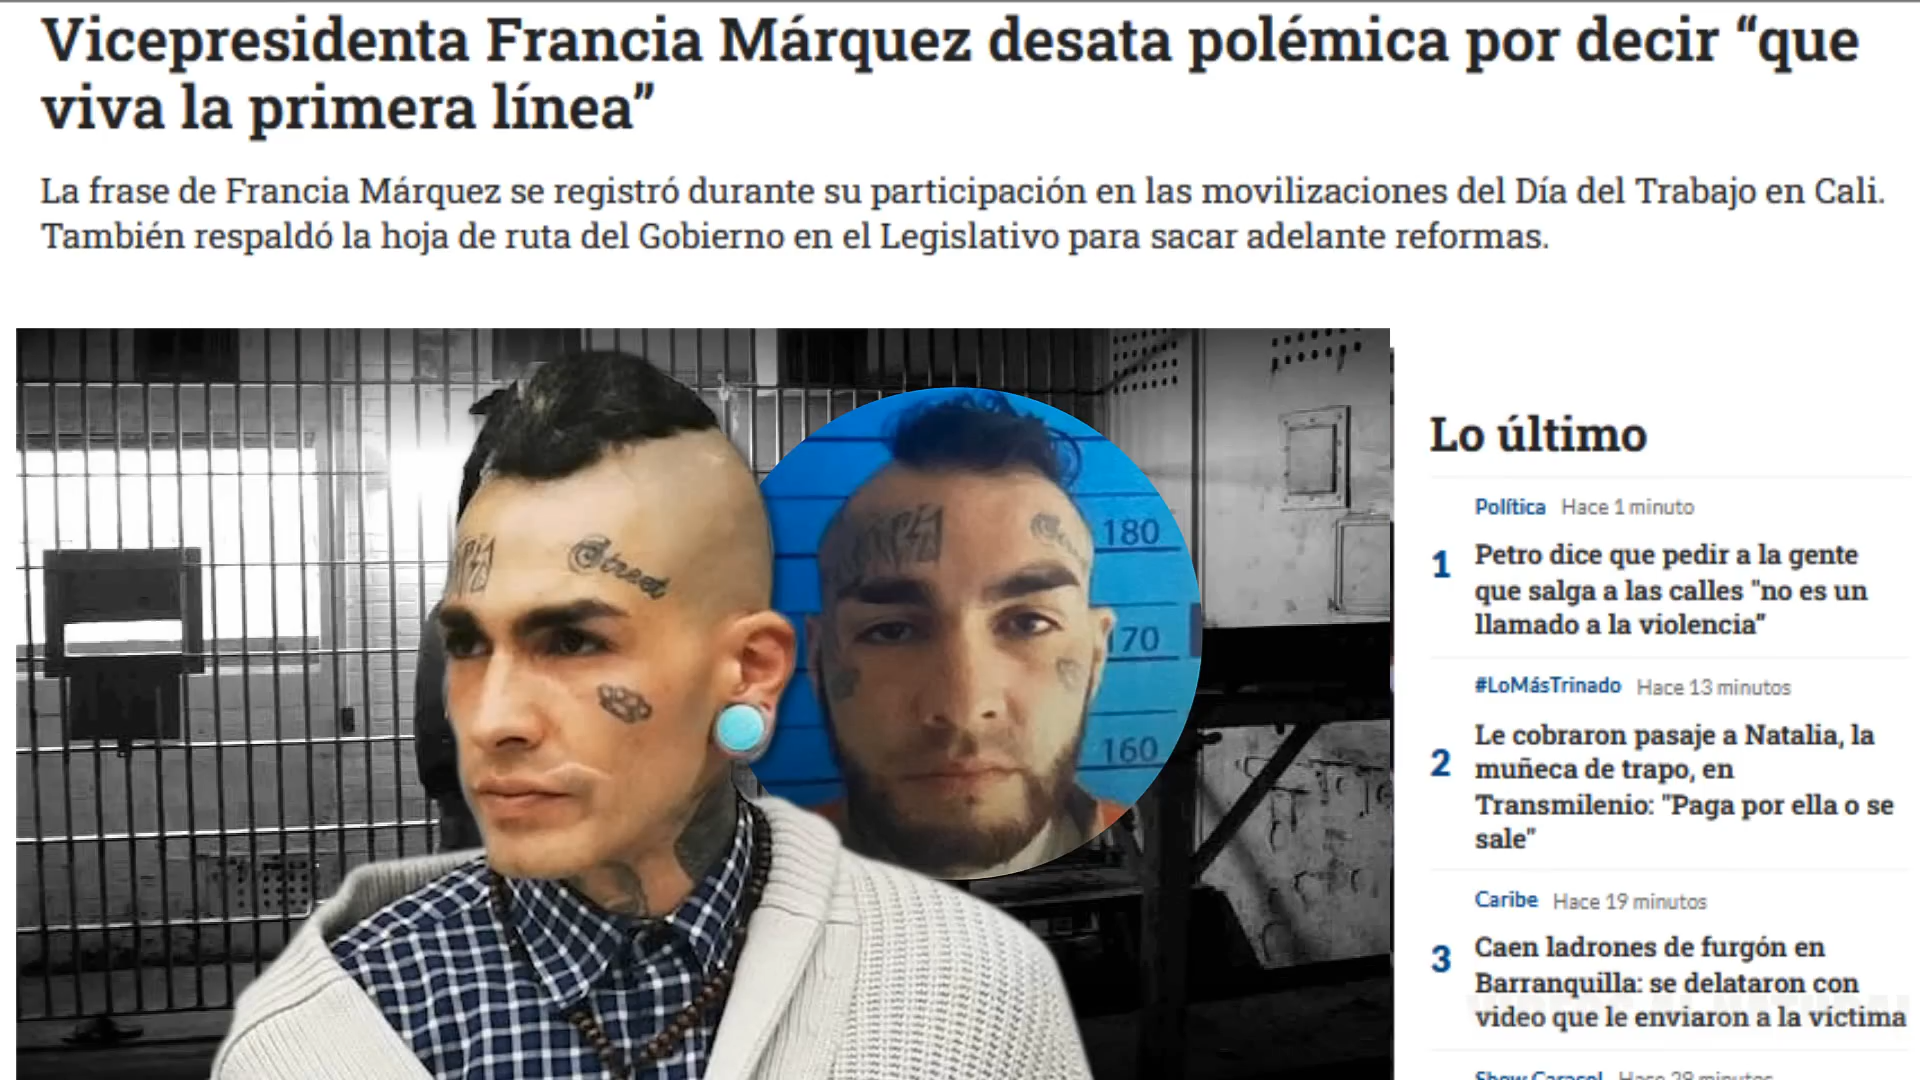 Vicepresidenta Francia Márquez desata polémica por decir “que
viva la primera línea”
La frase de Francia Márquez se registró durante su participación en las movilizaciones del Día del Trabajo en Cali.
También respaldó la hoja de ruta del Gobierno en el Legislativo para sacar adelante reformas.
Street
180
170
160
Lo último
Política Hace 1 minuto
1 Petro dice que pedir a la gente
que salga a las calles "no es un
llamado a la violencia”
#LoMásTrinado Hace 13 minutos
2 Le cobraron pasaje a Natalia, la
muñeca de trapo, en
Transmilenio: "Paga por ella o se
sale”
Caribe Hace 19 minutos
3 Caen ladrones de furgón en
Barranquilla: se delataron con
video que le enviaron a la víctima
Show Caracol Hace 29 minutos